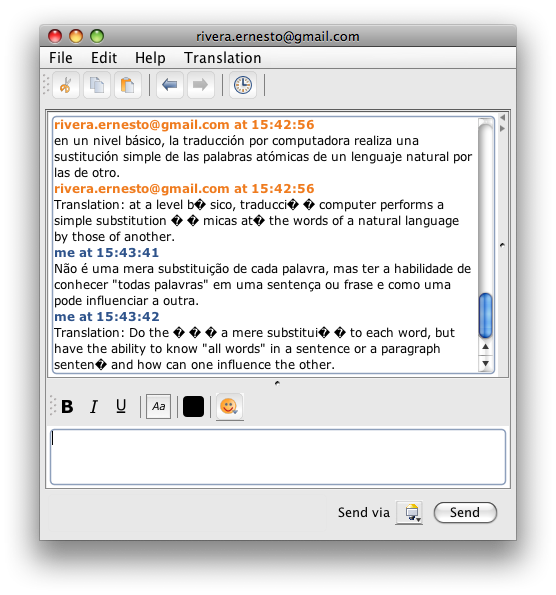 rivera.ernesto@gmail.com
File Edit Help Translation
rivera.ernesto@gmail.com at 15:42:56
en un nivel básico, la traducción por computadora realiza una
sustitución simple de las palabras atómicas de un lenguaje natural por
las de otro.
rivera.ernesto@gmail.com at 15:42:56
Translation: at a level b� sico, traducci� � computer performs a
simple substitution � � micas at� the words of a natural language
by those of another.
me at 15:43:41
Não é uma mera substituição de cada palavra, mas ter a habilidade de
conhecer "todas palavras" em uma sentença ou frase e como uma
pode influenciar a outra.
me at 15:43:42
Translation: Do the � � � a mere substitui� � to each word, but
have the ability to know "all words" in a sentence or a paragraph
senten� and how can one influence the other.
B I U Aa
Send via Send